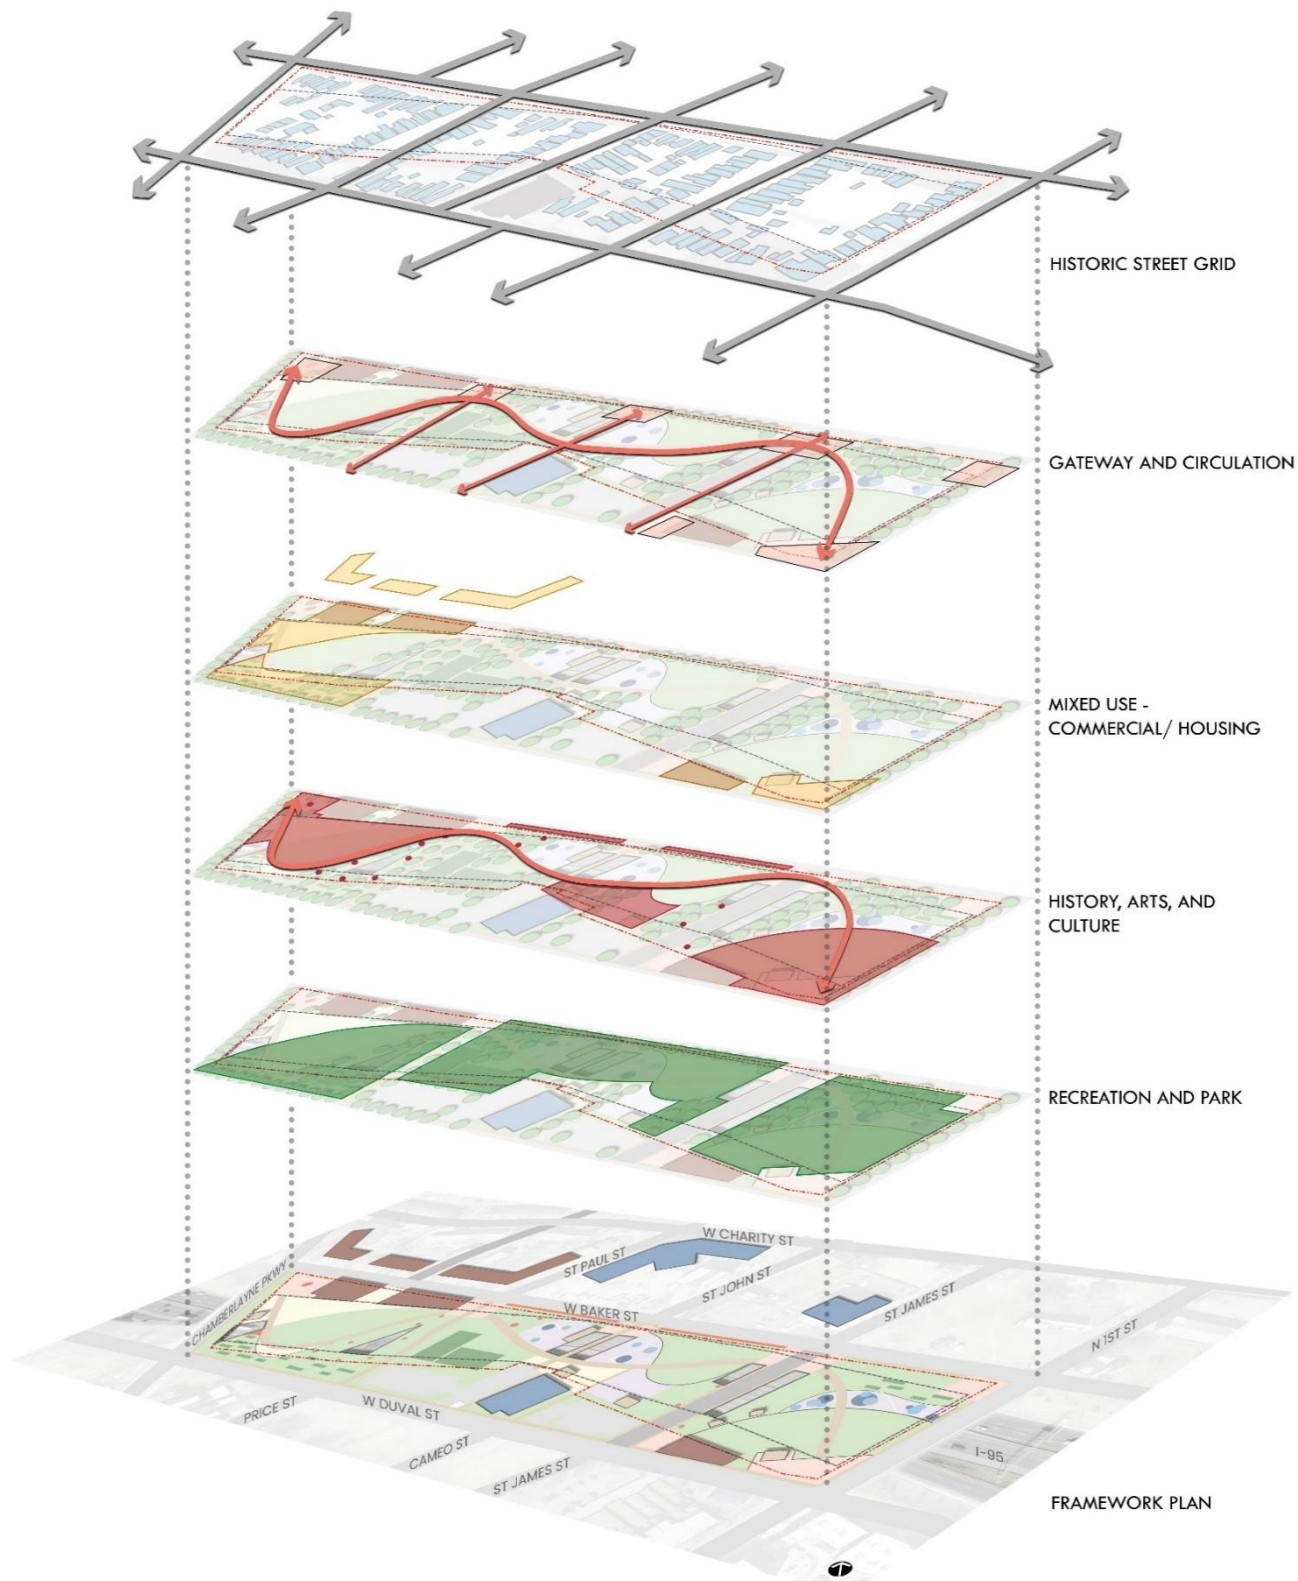 HISTORIC STREET GRID
GATEWAY AND CIRCULATION
MIXED USE -
COMMERCIAL/ HOUSING
HISTORY, ARTS, AND
CULTURE
RECREATION AND PARK
W CHARITY ST
ST PAUL ST
ST JOHN ST
CHAMBERLAYNE PKWY
W BAKER ST
ST JAMES ST
N 1ST ST
PRICE ST
W DUVAL ST
CAMEO ST
ST JAMES ST
I-95
FRAMEWORK PLAN